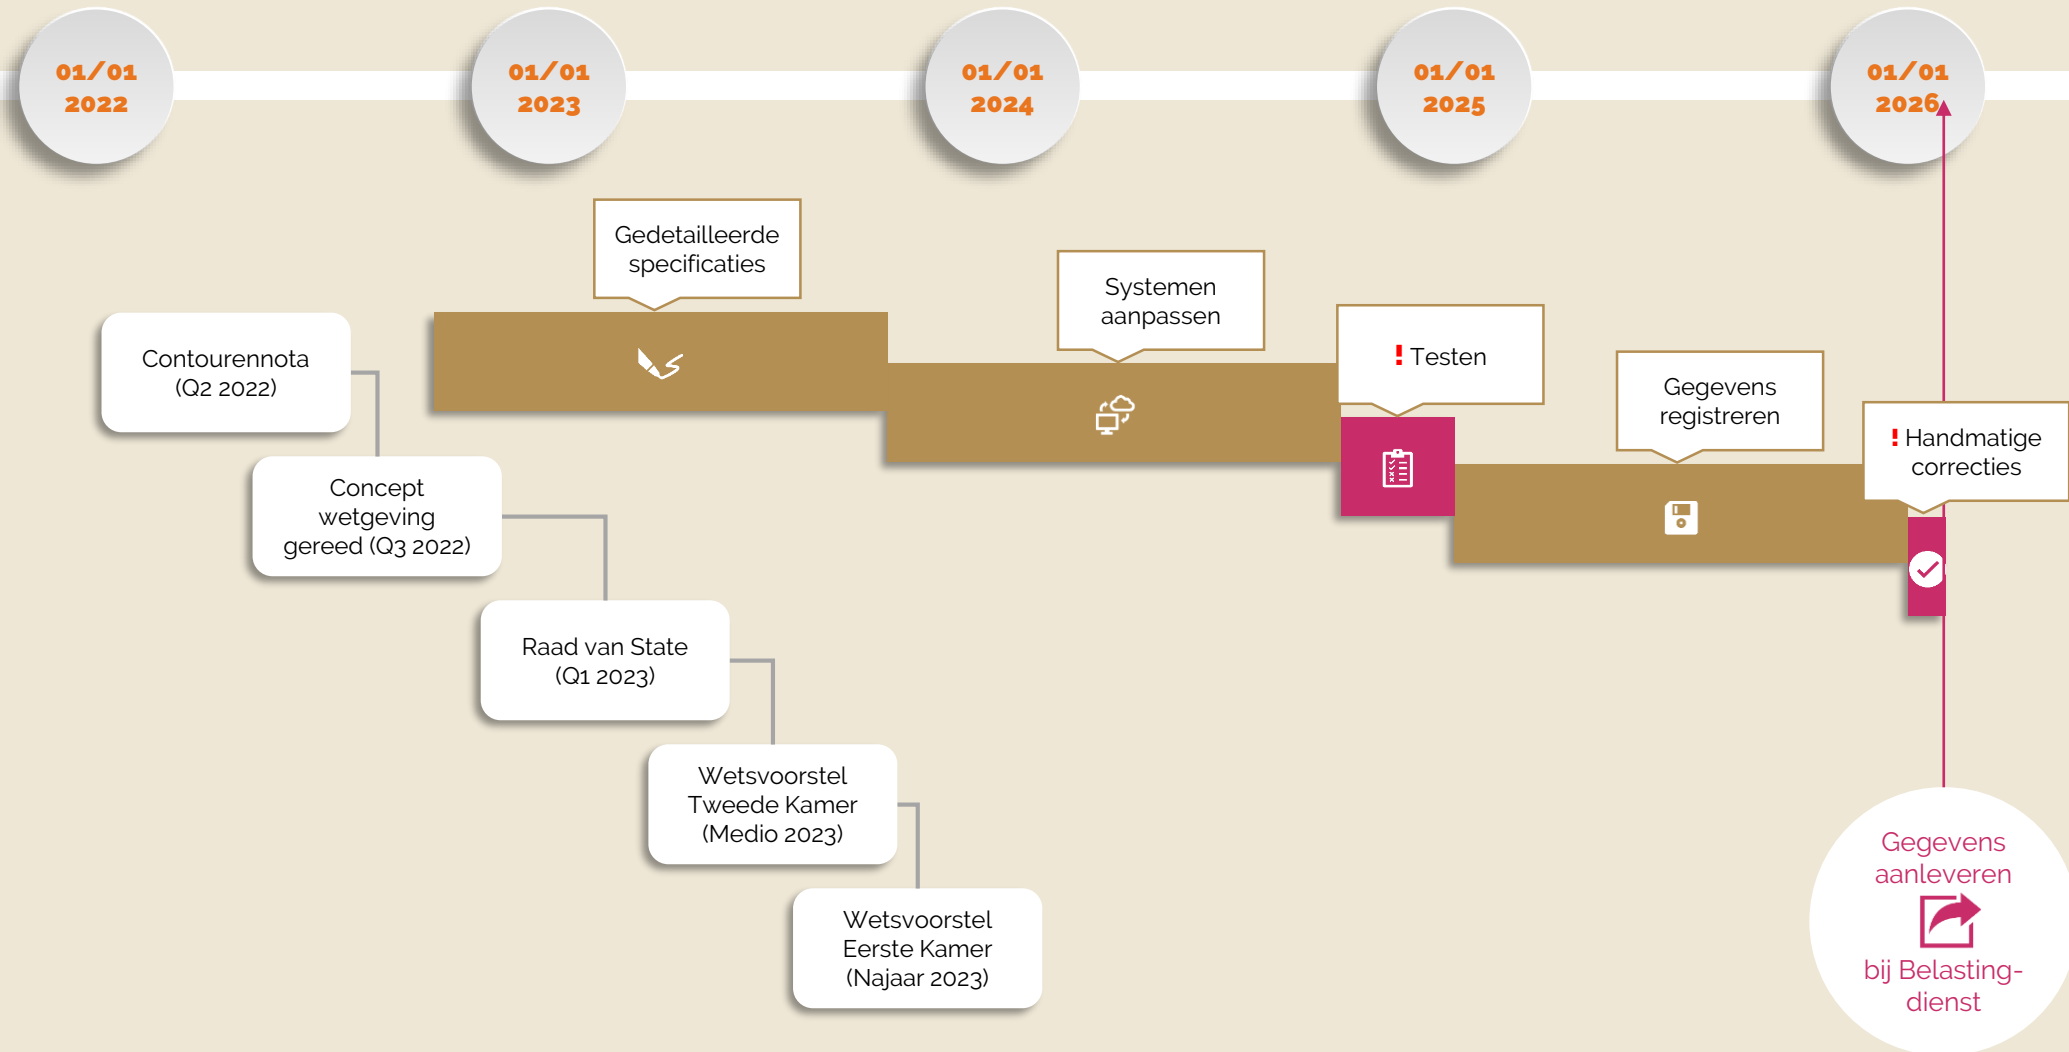 01/01
2022
01/01
2023
01/01
2024
01/01
2025
01/01
2026
Gedetailleerde
specificaties
Systemen
aanpassen
! Testen
Gegevens
registreren
! Handmatige
correcties
Contourennota
(Q2 2022)
Concept
wetgeving
gereed (Q3 2022)
Raad van State
(Q1 2023)
Wetsvoorstel
Tweede Kamer
(Medio 2023)
Wetsvoorstel
Eerste Kamer
(Najaar 2023)
Gegevens
aanleveren
bij Belasting-
dienst